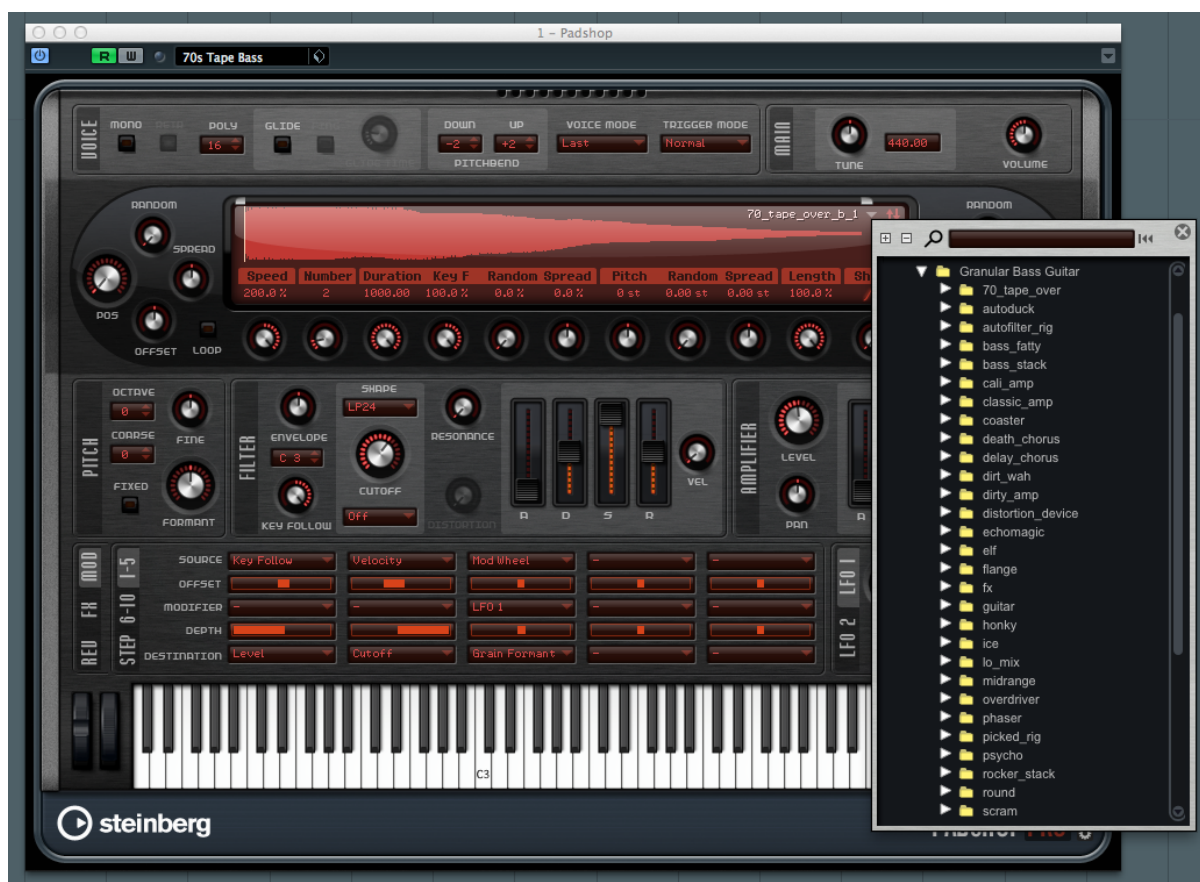 1 – Padshop
R W 70s Tape Bass
VOICE MONO POLY GLIDE DOWN UP VOICE MODE TRIGGER MODE MAIN
16 -2 +2 Last Normal 440.00
PITCHBEND TUNE VOLUME
RANDOM RANDOM
70_tape_over_b_1
SPREAD
Speed Number Duration Key F Random Spread Pitch Random Spread Length Sh
200.0 % 2 1000.00 100.0 % 0.0 % 0.0 % 0 st 0.00 st 0.00 st 100.0 %
POS
OFFSET LOOP
PITCH OCTAVE FILTER SHAPE AMPLIFIER
0 LP24
COARSE FINE ENVELOPE RESONANCE LEVEL
0 C 3
FIXED CUTOFF VEL
FORMANT KEY FOLLOW Off DISTORTION A D S R PAN A
MOD FX REV
STEP 6-10 1-5
SOURCE Key Follow Velocity Mod Wheel - -
OFFSET
MODIFIER - - LFO 1 - -
DEPTH
DESTINATION Level Cutoff Grain Formant - -
LFO 1
LFO 2
C3
steinberg
PADSHOP PRO
Granular Bass Guitar
70_tape_over
autoduck
autofilter_rig
bass_fatty
bass_stack
cali_amp
classic_amp
coaster
death_chorus
delay_chorus
dirt_wah
dirty_amp
distortion_device
echomagic
elf
flange
fx
guitar
honky
ice
lo_mix
midrange
overdriver
phaser
picked_rig
psycho
rocker_stack
round
scram